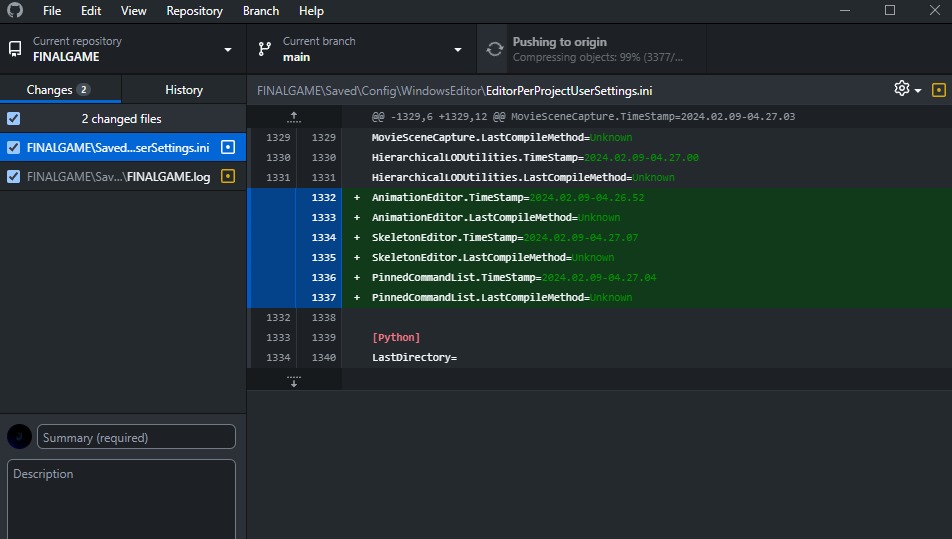 File Edit View Repository Branch Help
Current repository
FINALGAME
Current branch
main
Pushing to origin
Compressing objects: 99% (3377/...
Changes 2 History
2 changed files
FINALGAME\Saved...serSettings.ini
FINALGAME\Sav...\FINALGAME.log
FINALGAME\Saved\Config\WindowsEditor\EditorPerProjectUserSettings.ini
@@ -1329,6 +1329,12 @@ MovieSceneCapture.TimeStamp=2024.02.09-04.27.03
1329 1329 MovieSceneCapture.LastCompileMethod=Unknown
1330 1330 HierarchicalLODUtilities.TimeStamp=2024.02.09-04.27.00
1331 1331 HierarchicalLODUtilities.LastCompileMethod=Unknown
1332 + AnimationEditor.TimeStamp=2024.02.09-04.26.52
1333 + AnimationEditor.LastCompileMethod=Unknown
1334 + SkeletonEditor.TimeStamp=2024.02.09-04.27.07
1335 + SkeletonEditor.LastCompileMethod=Unknown
1336 + PinnedCommandList.TimeStamp=2024.02.09-04.27.04
1337 + PinnedCommandList.LastCompileMethod=Unknown
1332 1338
1333 1339 [Python]
1334 1340 LastDirectory=
Summary (required)
Description